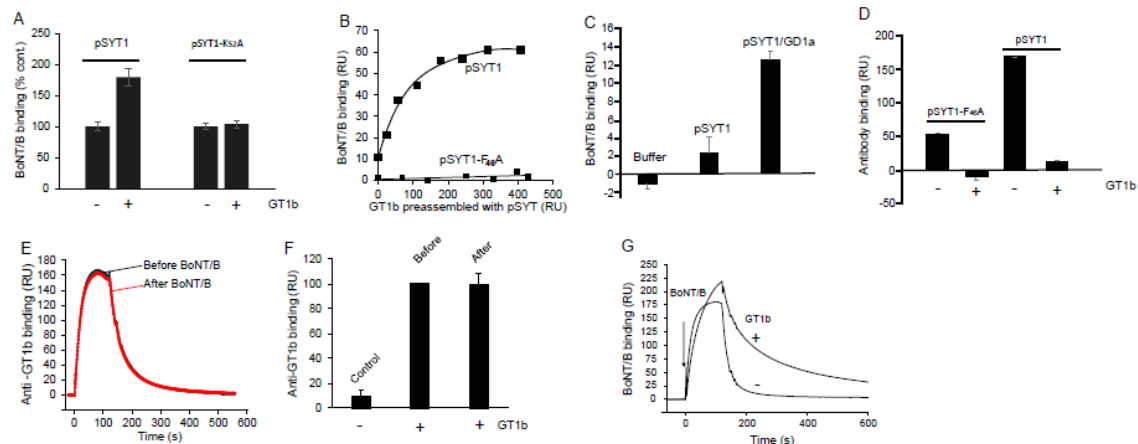 A
BoNT/B binding (% cont.)
250
200
150
100
50
0
pSYT1
pSYT1-K52A
- + - + GT1b
B
BoNT/B binding (RU)
70
60
50
40
30
20
10
0
pSYT1
pSYT1-F46A
0 100 200 300 400 500
GT1b preassembled with pSYT (RU)
C
BoNT/B binding (RU)
16
14
12
10
8
6
4
2
0
-2
Buffer
pSYT1
pSYT1/GD1a
D
Antibody binding (RU)
200
150
100
50
0
50
pSYT1-F46A
pSYT1
- + - + GT1b
E
Anti -GT1b binding (RU)
180
160
140
120
100
80
60
40
20
0
Before BoNT/B
After BoNT/B
0 100 200 300 400 500 600
Time (s)
F
Anti-GT1b binding (RU)
120
100
80
60
40
20
0
Control
Before
After
- + + GT1b
G
BoNT/B binding (RU)
250
225
200
175
150
125
100
75
50
25
0
BoNT/B
GT1b
+
-
0 200 400 600
Time (s)